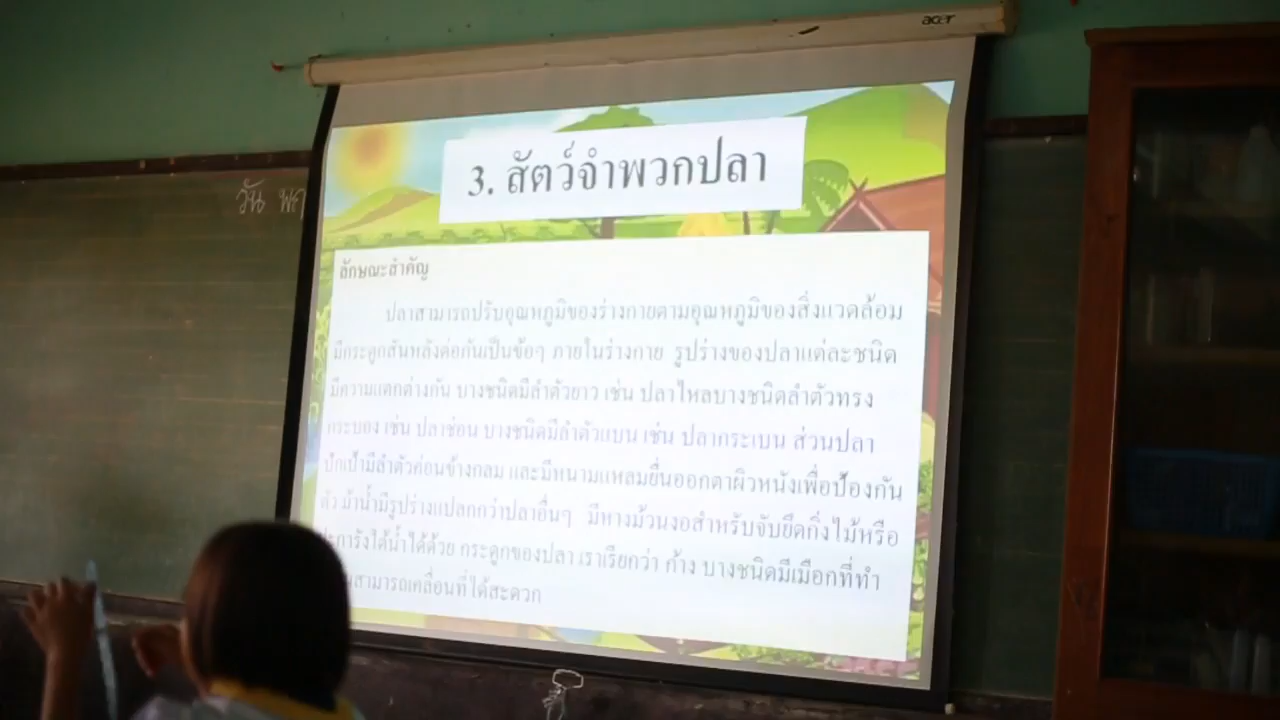 acer
3. สัตว์จำพวกปลา
วัน พฤ
ลักษณะสำคัญ
ปลาสามารถปรับอุณหภูมิของร่างกายตามอุณหภูมิของสิ่งแวดล้อม
มีกระดูกสันหลังต่อกันเป็นข้อๆ ภายในร่างกาย รูปร่างของปลาแต่ละชนิด
มีความแตกต่างกัน บางชนิดมีลำตัวยาว เช่น ปลาไหลบางชนิดลำตัวทรง
กระบอง เช่น ปลาช่อน บางชนิดมีลำตัวแบน เช่น ปลากระเบน ส่วนปลา
ปักเป้ามีลำตัวค่อนข้างกลม และมีหนามแหลมยื่นออกตาผิวหนังเพื่อป้องกัน
ตัว ม้าน้ำมีรูปร่างแปลกกว่าปลาอื่นๆ มีหางม้วนงอสำหรับจับยึดกิ่งไม้หรือ
ปะการังใต้น้ำได้ด้วย กระดูกของปลา เราเรียกว่า ก้าง บางชนิดมีเมือกที่ทำ
สามารถเคลื่อนที่ได้สะดวก